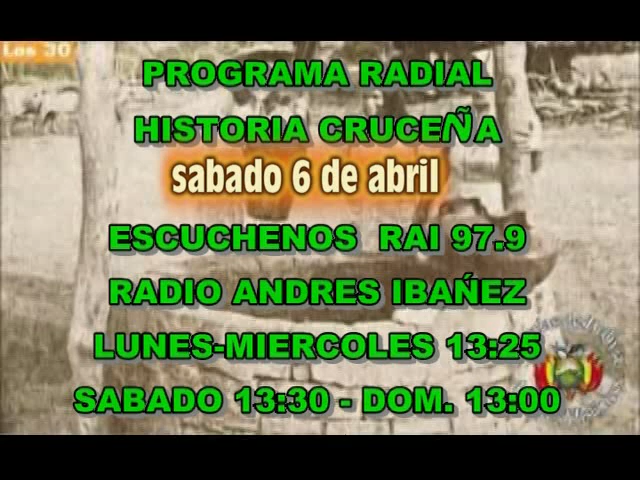 Los 30
PROGRAMA RADIAL
HISTORIA CRUCEÑA
sabado 6 de abril
ESCUCHENOS RAI 97.9
RADIO ANDRES IBAÑEZ
LUNES-MIERCOLES 13:25
SABADO 13:30 - DOM. 13:00